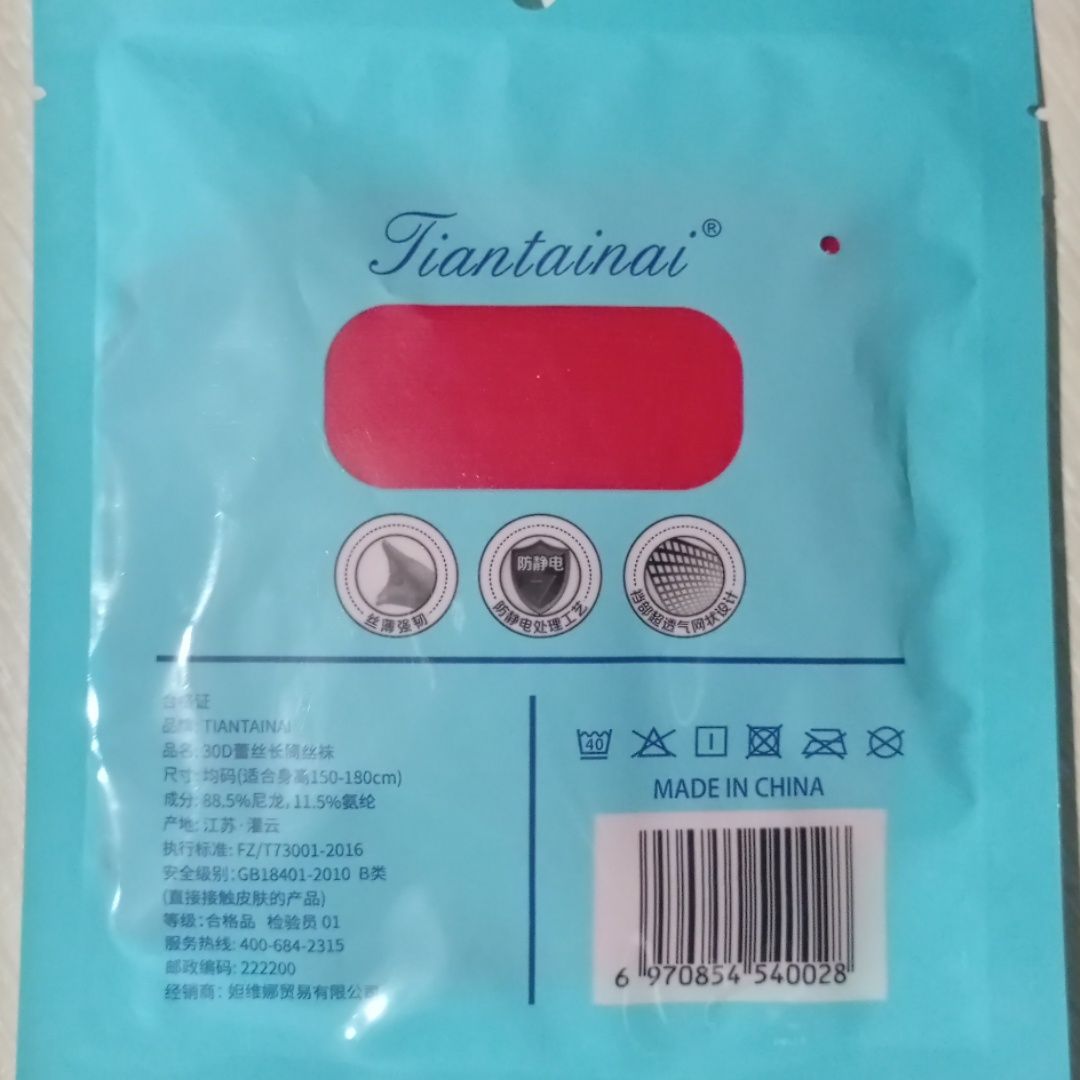 Tiantainai®
防静电
丝薄强韧
防静电处理工艺
裆部超透气网状设计
合格证
品牌: TIANTAINAI
品名: 30D蕾丝长筒丝袜
尺寸: 均码(适合身高150-180cm)
成分: 88.5%尼龙, 11.5%氨纶
产地: 江苏·灌云
执行标准: FZ/T73001-2016
安全级别: GB18401-2010 B类
(直接接触皮肤的产品)
等级: 合格品 检验员 01
服务热线: 400-684-2315
邮政编码: 222200
经销商: 妲维娜贸易有限公司
40
MADE IN CHINA
6 970854 540028